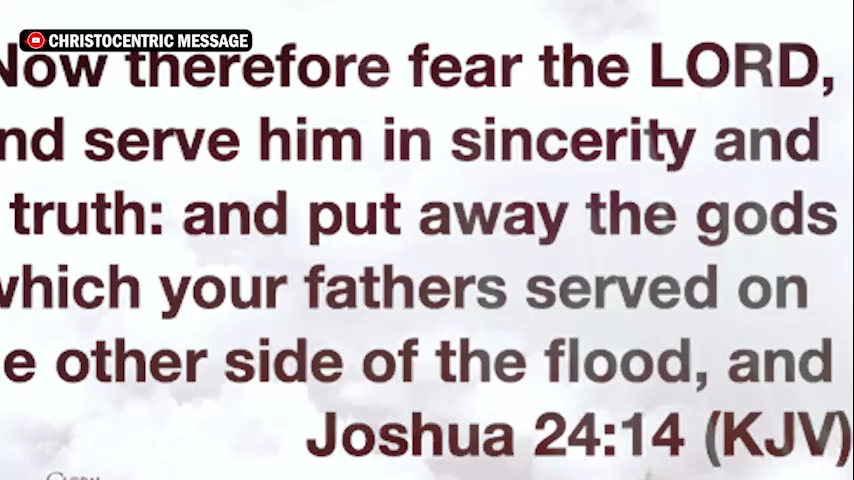 CHRISTOCENTRIC MESSAGE
Now therefore fear the LORD,
nd serve him in sincerity and
truth: and put away the gods
which your fathers served on
e other side of the flood, and
Joshua 24:14 (KJV)